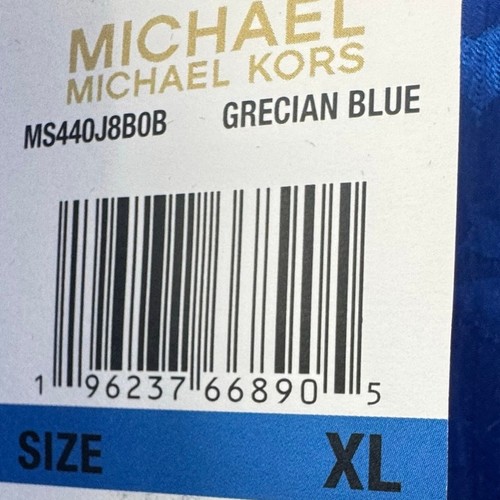 MICHAEL
MICHAEL KORS
MS440J8B0B GRECIAN BLUE
1 96237 66890 5
SIZE XL